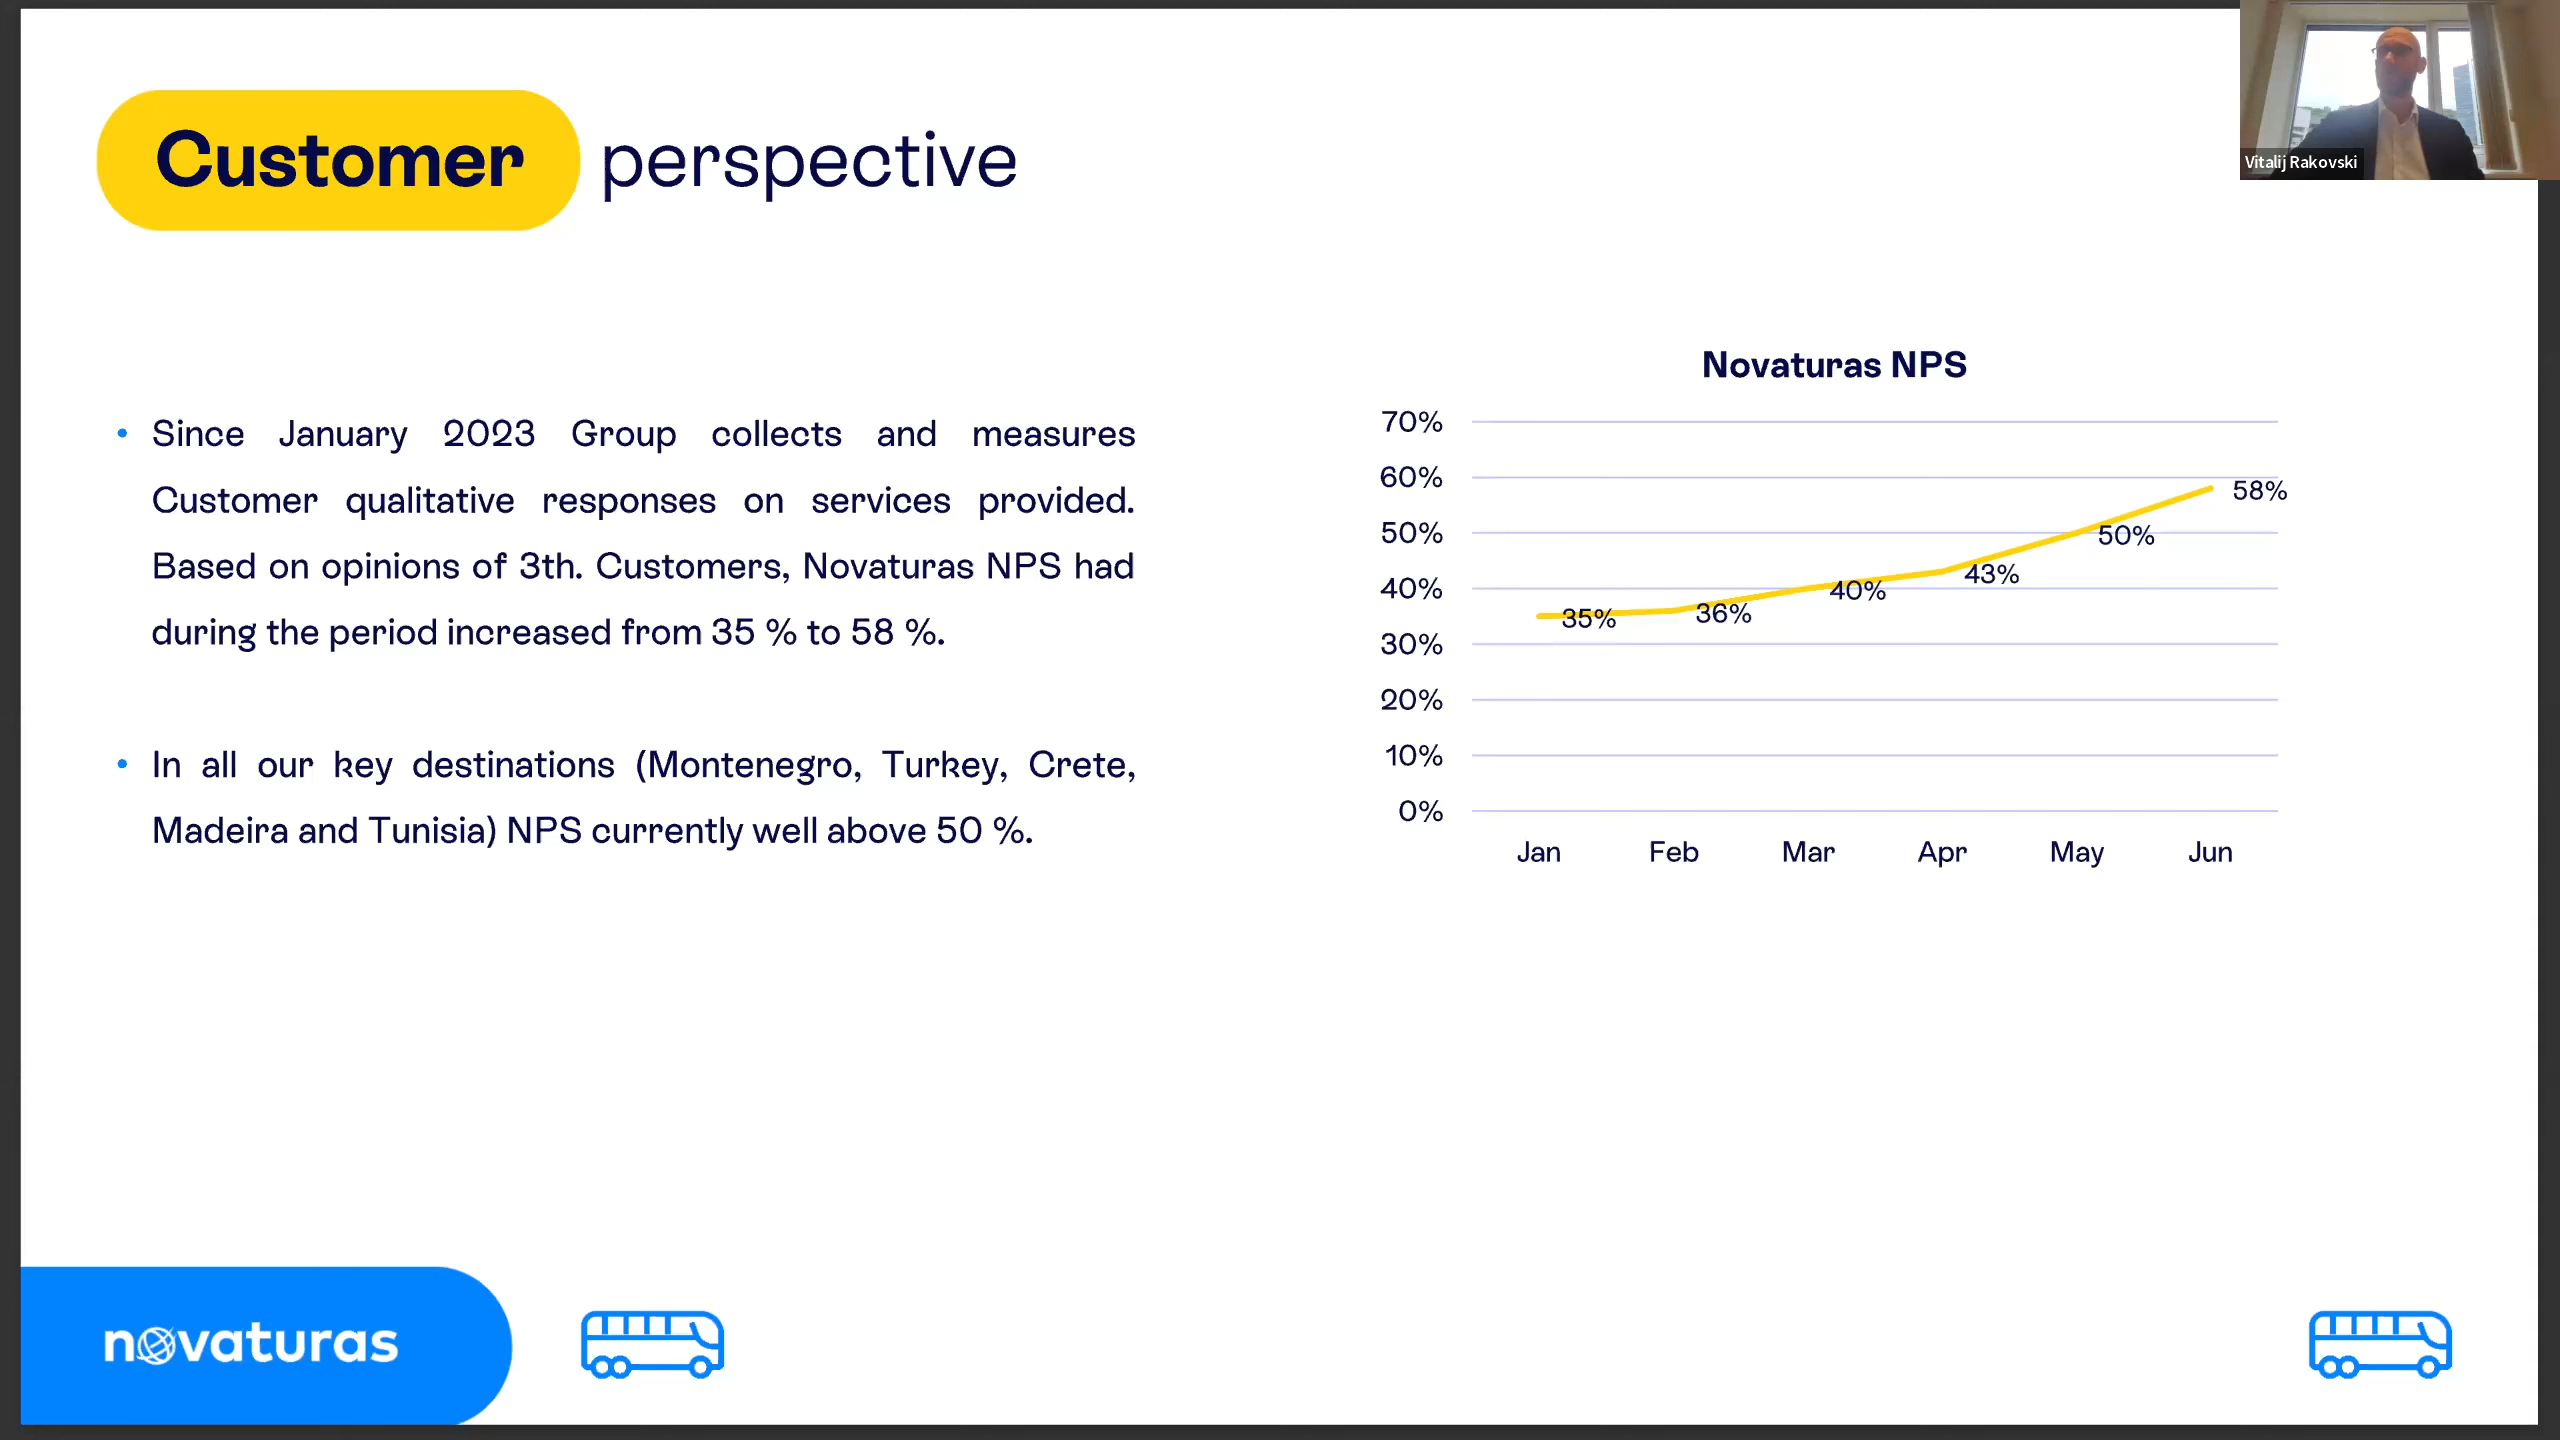 Customer perspective
Vitalij Rakovski
Since January 2023 Group collects and measures
Customer qualitative responses on services provided.
Based on opinions of 3th. Customers, Novaturas NPS had
during the period increased from 35 % to 58 %.
In all our key destinations (Montenegro, Turkey, Crete,
Madeira and Tunisia) NPS currently well above 50 %.
Novaturas NPS
70%
60%
50%
40%
30%
20%
10%
0%
35%
36%
40%
43%
50%
58%
Jan Feb Mar Apr May Jun
novaturas